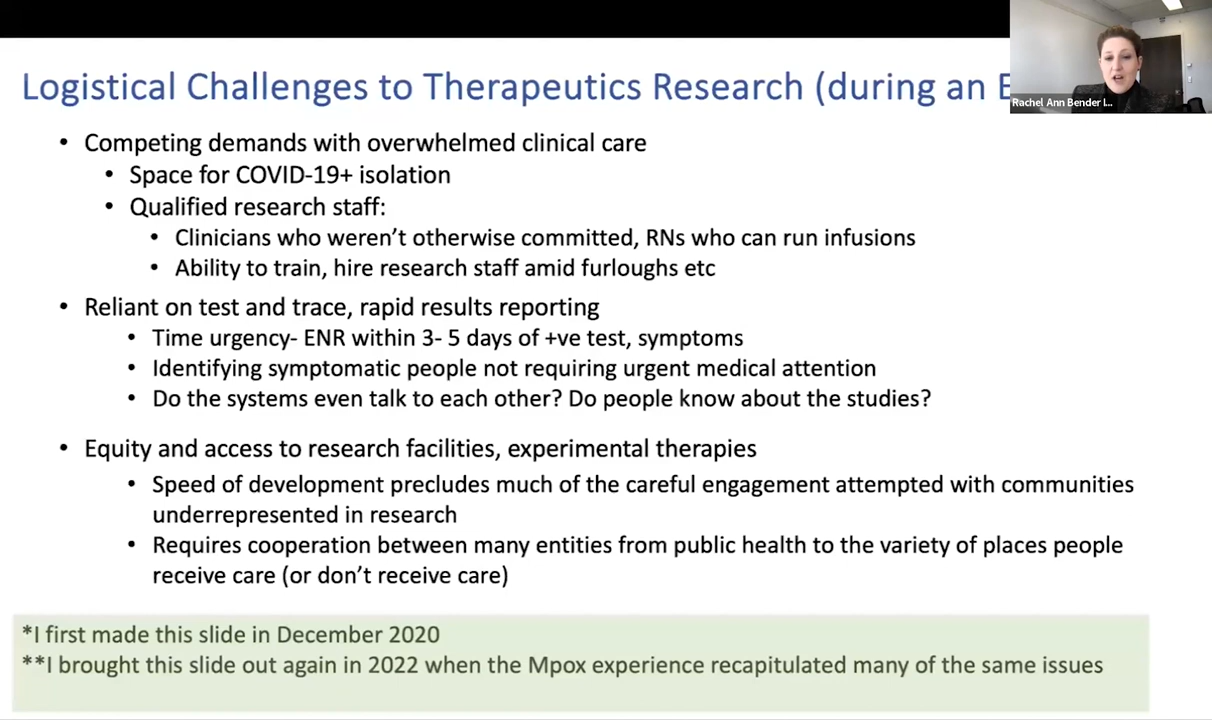 Logistical Challenges to Therapeutics Research (during an
Rachel Ann Bender I...
• Competing demands with overwhelmed clinical care
• Space for COVID-19+ isolation
• Qualified research staff:
• Clinicians who weren't otherwise committed, RNs who can run infusions
• Ability to train, hire research staff amid furloughs etc
• Reliant on test and trace, rapid results reporting
• Time urgency- ENR within 3- 5 days of +ve test, symptoms
• Identifying symptomatic people not requiring urgent medical attention
• Do the systems even talk to each other? Do people know about the studies?
• Equity and access to research facilities, experimental therapies
• Speed of development precludes much of the careful engagement attempted with communities
underrepresented in research
• Requires cooperation between many entities from public health to the variety of places people
receive care (or don't receive care)
*I first made this slide in December 2020
**I brought this slide out again in 2022 when the Mpox experience recapitulated many of the same issues